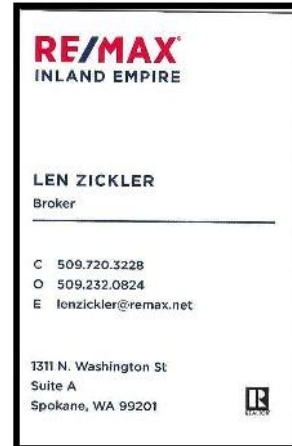 RE/MAX
INLAND EMPIRE
LEN ZICKLER
Broker
C 509.720.3228
O 509.232.0824
E lenzickler@remax.net
1311 N. Washington St
Suite A
Spokane, WA 99201
R
REALTOR